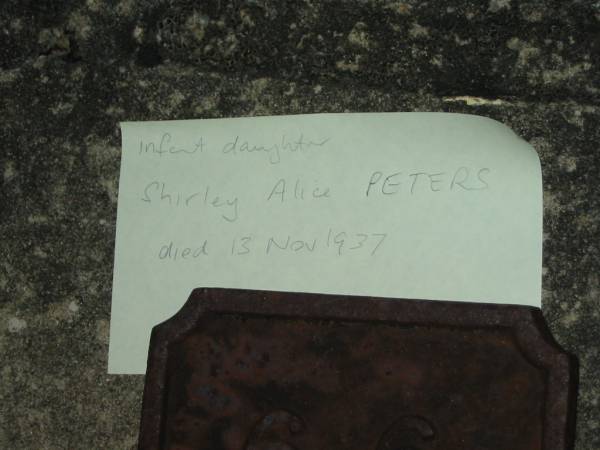 Infant daughter
Shirley Alice PETERS
died 13 Nov 1937